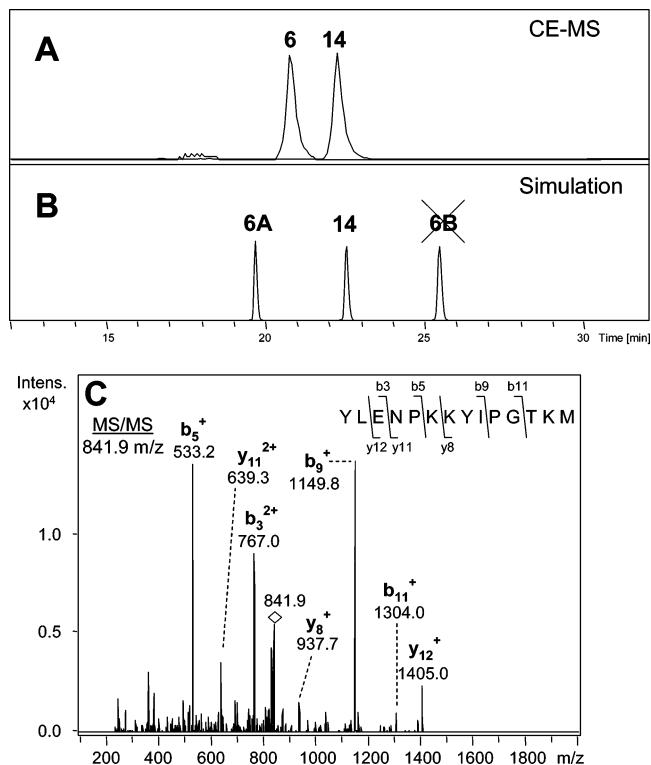 A
CE-MS
6 14
B
Simulation
6A 14 6B
15 20 25 30 Time [min]
Intens.
x10⁴
C
b3 b5 b9 b11
YLENPKKYIPGTKM
y12 y11 y8
MS/MS
841.9 m/z
b₅⁺
533.2
y₁₁²⁺
639.3
b₉⁺
1149.8
b₃²⁺
767.0
841.9
y₈⁺
937.7
b₁₁⁺
1304.0
y₁₂⁺
1405.0
1.0
0.5
0.0
200 400 600 800 1000 1200 1400 1600 1800 m/z